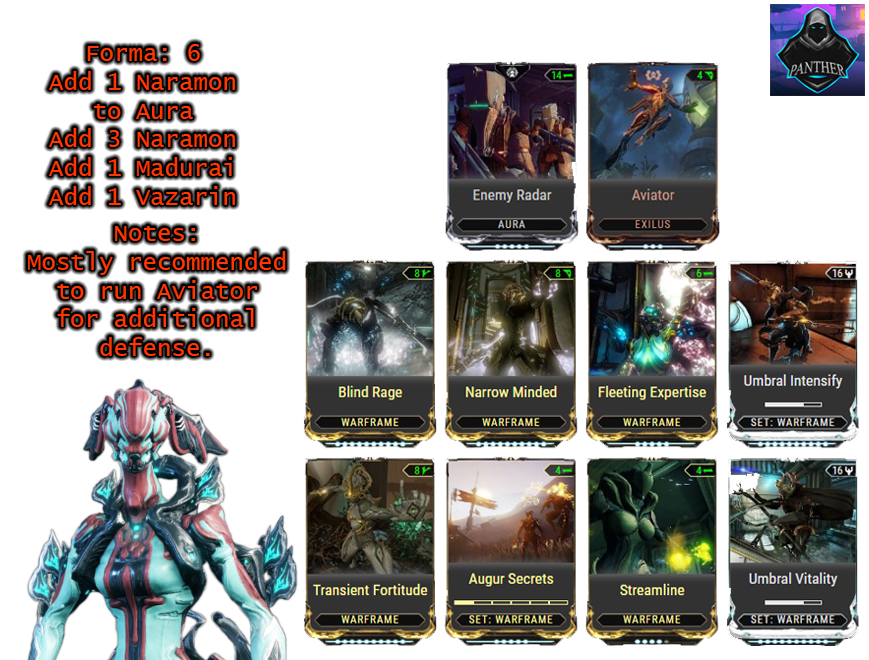 Forma: 6
Add 1 Naramon
to Aura
Add 3 Naramon
Add 1 Madurai
Add 1 Vazarin
Notes:
Mostly recommended
to run Aviator
for additional
defense.
PANTHER
14
Enemy Radar
AURA
4
Aviator
EXILUS
8
Blind Rage
WARFRAME
8
Narrow Minded
WARFRAME
6
Fleeting Expertise
WARFRAME
16
Umbral Intensify
SET: WARFRAME
8
Transient Fortitude
WARFRAME
4
Augur Secrets
SET: WARFRAME
4
Streamline
WARFRAME
16
Umbral Vitality
SET: WARFRAME